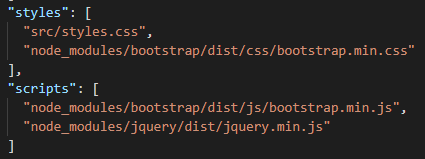 "styles": [
"src/styles.css",
"node_modules/bootstrap/dist/css/bootstrap.min.css"
],
"scripts": [
"node_modules/bootstrap/dist/js/bootstrap.min.js",
"node_modules/jquery/dist/jquery.min.js"
]